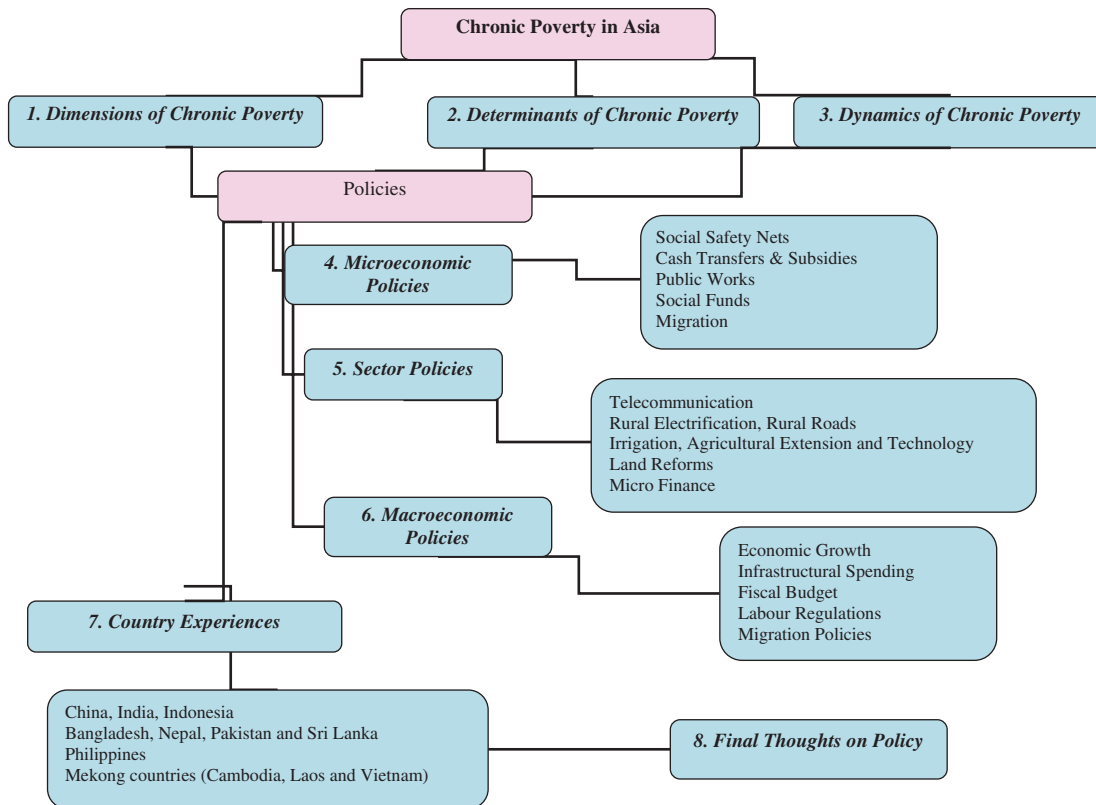 Chronic Poverty in Asia
1. Dimensions of Chronic Poverty
2. Determinants of Chronic Poverty
3. Dynamics of Chronic Poverty
Policies
4. Microeconomic
Policies
Social Safety Nets
Cash Transfers & Subsidies
Public Works
Social Funds
Migration
5. Sector Policies
Telecommunication
Rural Electrification, Rural Roads
Irrigation, Agricultural Extension and Technology
Land Reforms
Micro Finance
6. Macroeconomic
Policies
Economic Growth
Infrastructural Spending
Fiscal Budget
Labour Regulations
Migration Policies
7. Country Experiences
China, India, Indonesia
Bangladesh, Nepal, Pakistan and Sri Lanka
Philippines
Mekong countries (Cambodia, Laos and Vietnam)
8. Final Thoughts on Policy